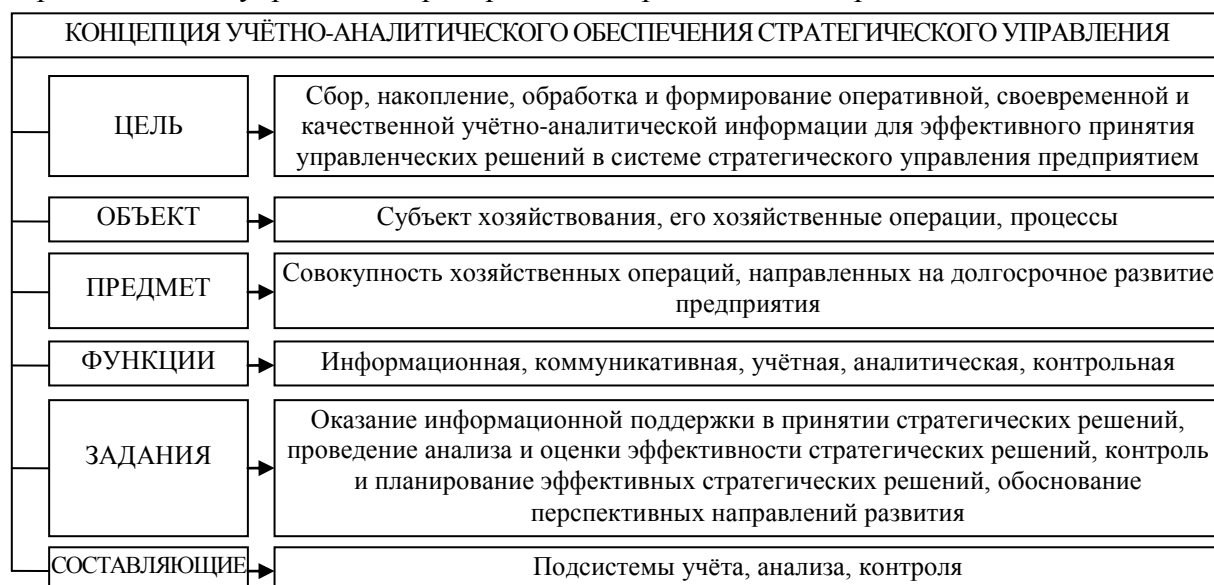 КОНЦЕПЦИЯ УЧЁТНО-АНАЛИТИЧЕСКОГО ОБЕСПЕЧЕНИЯ СТРАТЕГИЧЕСКОГО УПРАВЛЕНИЯ
ЦЕЛЬ
Сбор, накопление, обработка и формирование оперативной, своевременной и
качественной учётно-аналитической информации для эффективного принятия
управленческих решений в системе стратегического управления предприятием
ОБЪЕКТ
Субъект хозяйствования, его хозяйственные операции, процессы
ПРЕДМЕТ
Совокупность хозяйственных операций, направленных на долгосрочное развитие
предприятия
ФУНКЦИИ
Информационная, коммуникативная, учётная, аналитическая, контрольная
ЗАДАНИЯ
Оказание информационной поддержки в принятии стратегических решений,
проведение анализа и оценки эффективности стратегических решений, контроль
и планирование эффективных стратегических решений, обоснование
перспективных направлений развития
СОСТАВЛЯЮЩИЕ
Подсистемы учёта, анализа, контроля